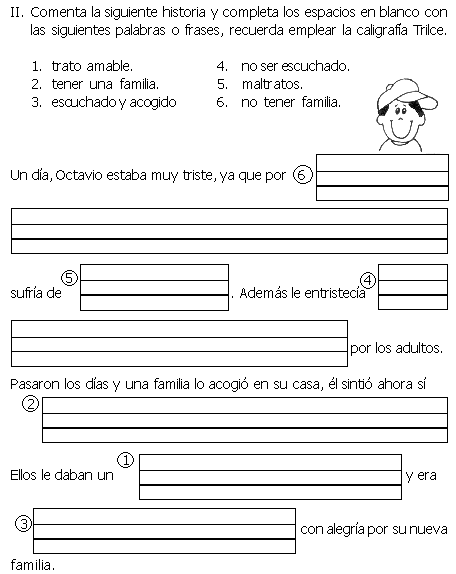 II. Comenta la siguiente historia y completa los espacios en blanco con
las siguientes palabras o frases, recuerda emplear la caligrafía Trilce.
1. trato amable. 4. no ser escuchado.
2. tener una familia. 5. maltratos.
3. escuchado y acogido 6. no tener familia.
Un día, Octavio estaba muy triste, ya que por 6
sufría de 5 . Además le entristecía 4
por los adultos.
Pasaron los días y una familia lo acogió en su casa, él sintió ahora sí
2
Ellos le daban un 1 y era
3 con alegría por su nueva
familia.